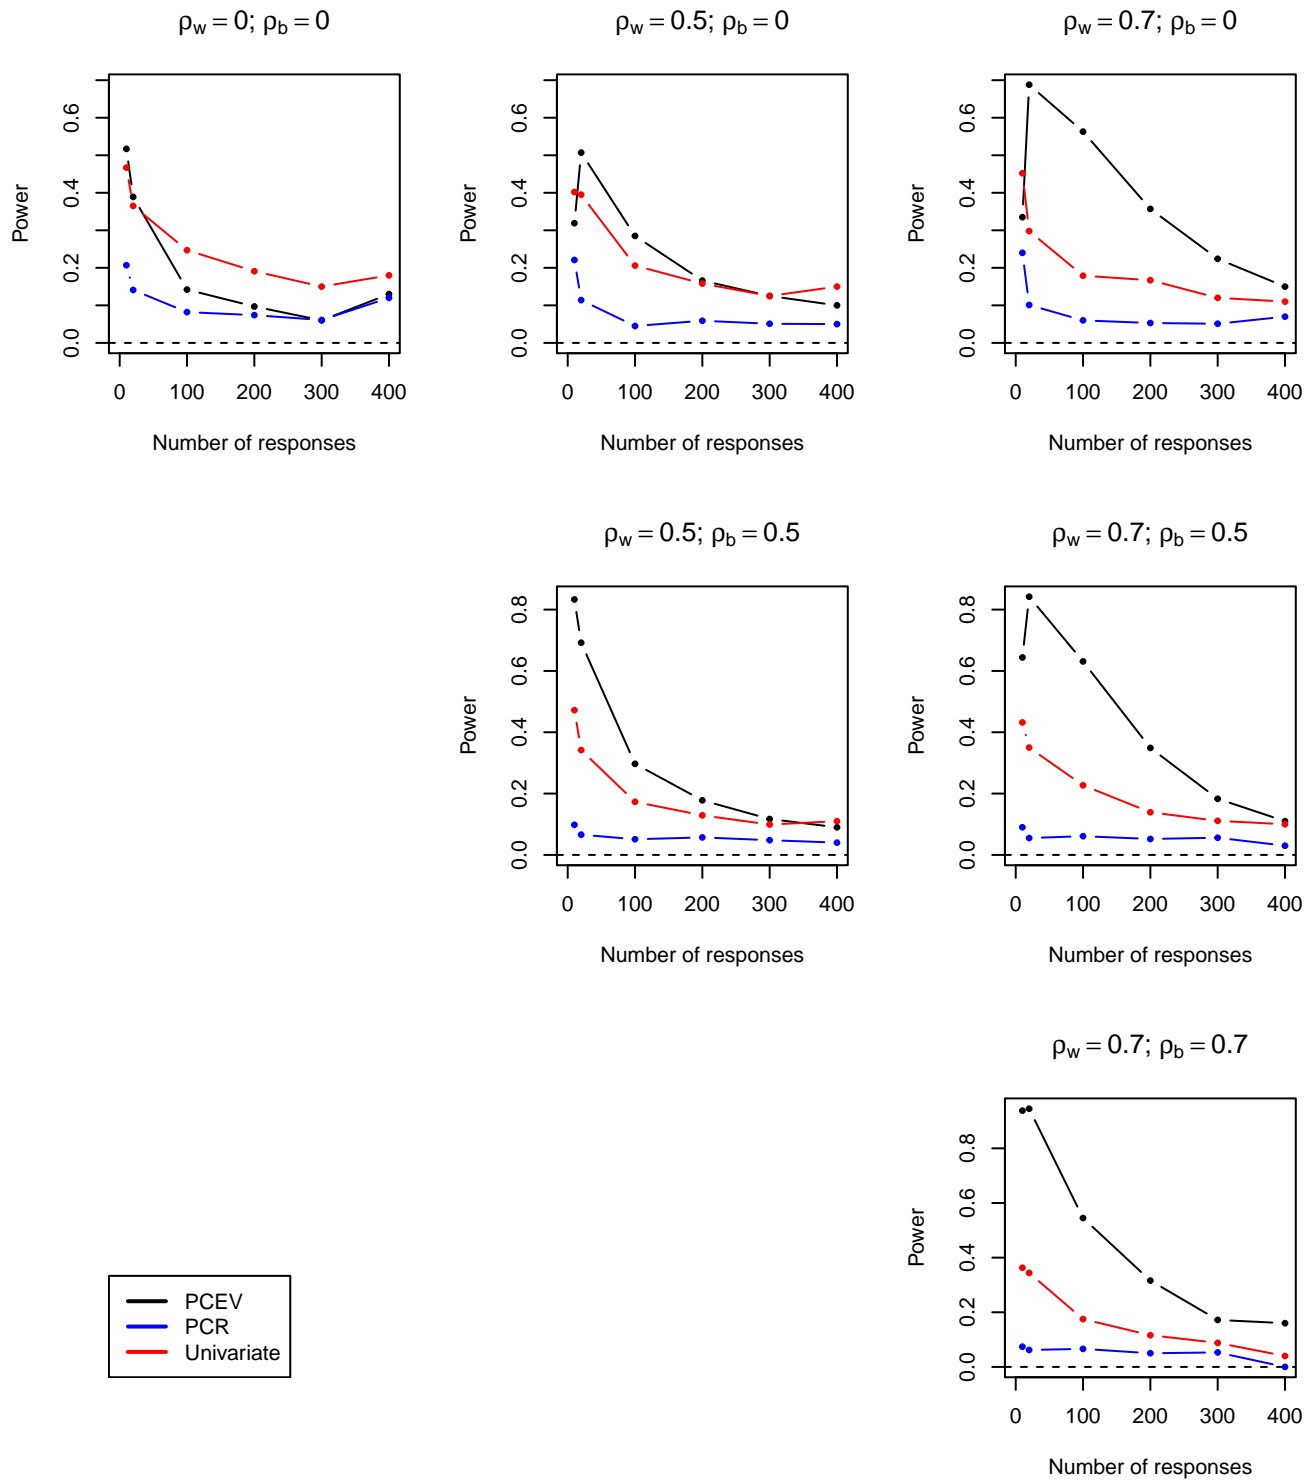 ρw = 0; ρb = 0
Power
0.0 0.2 0.4 0.6
0 100 200 300 400
Number of responses
ρw = 0.5; ρb = 0
Power
0.0 0.2 0.4 0.6
0 100 200 300 400
Number of responses
ρw = 0.7; ρb = 0
Power
0.0 0.2 0.4 0.6
0 100 200 300 400
Number of responses
ρw = 0.5; ρb = 0.5
Power
0.0 0.2 0.4 0.6 0.8
0 100 200 300 400
Number of responses
ρw = 0.7; ρb = 0.5
Power
0.0 0.2 0.4 0.6 0.8
0 100 200 300 400
Number of responses
ρw = 0.7; ρb = 0.7
Power
0.0 0.2 0.4 0.6 0.8
0 100 200 300 400
Number of responses
PCEV
PCR
Univariate